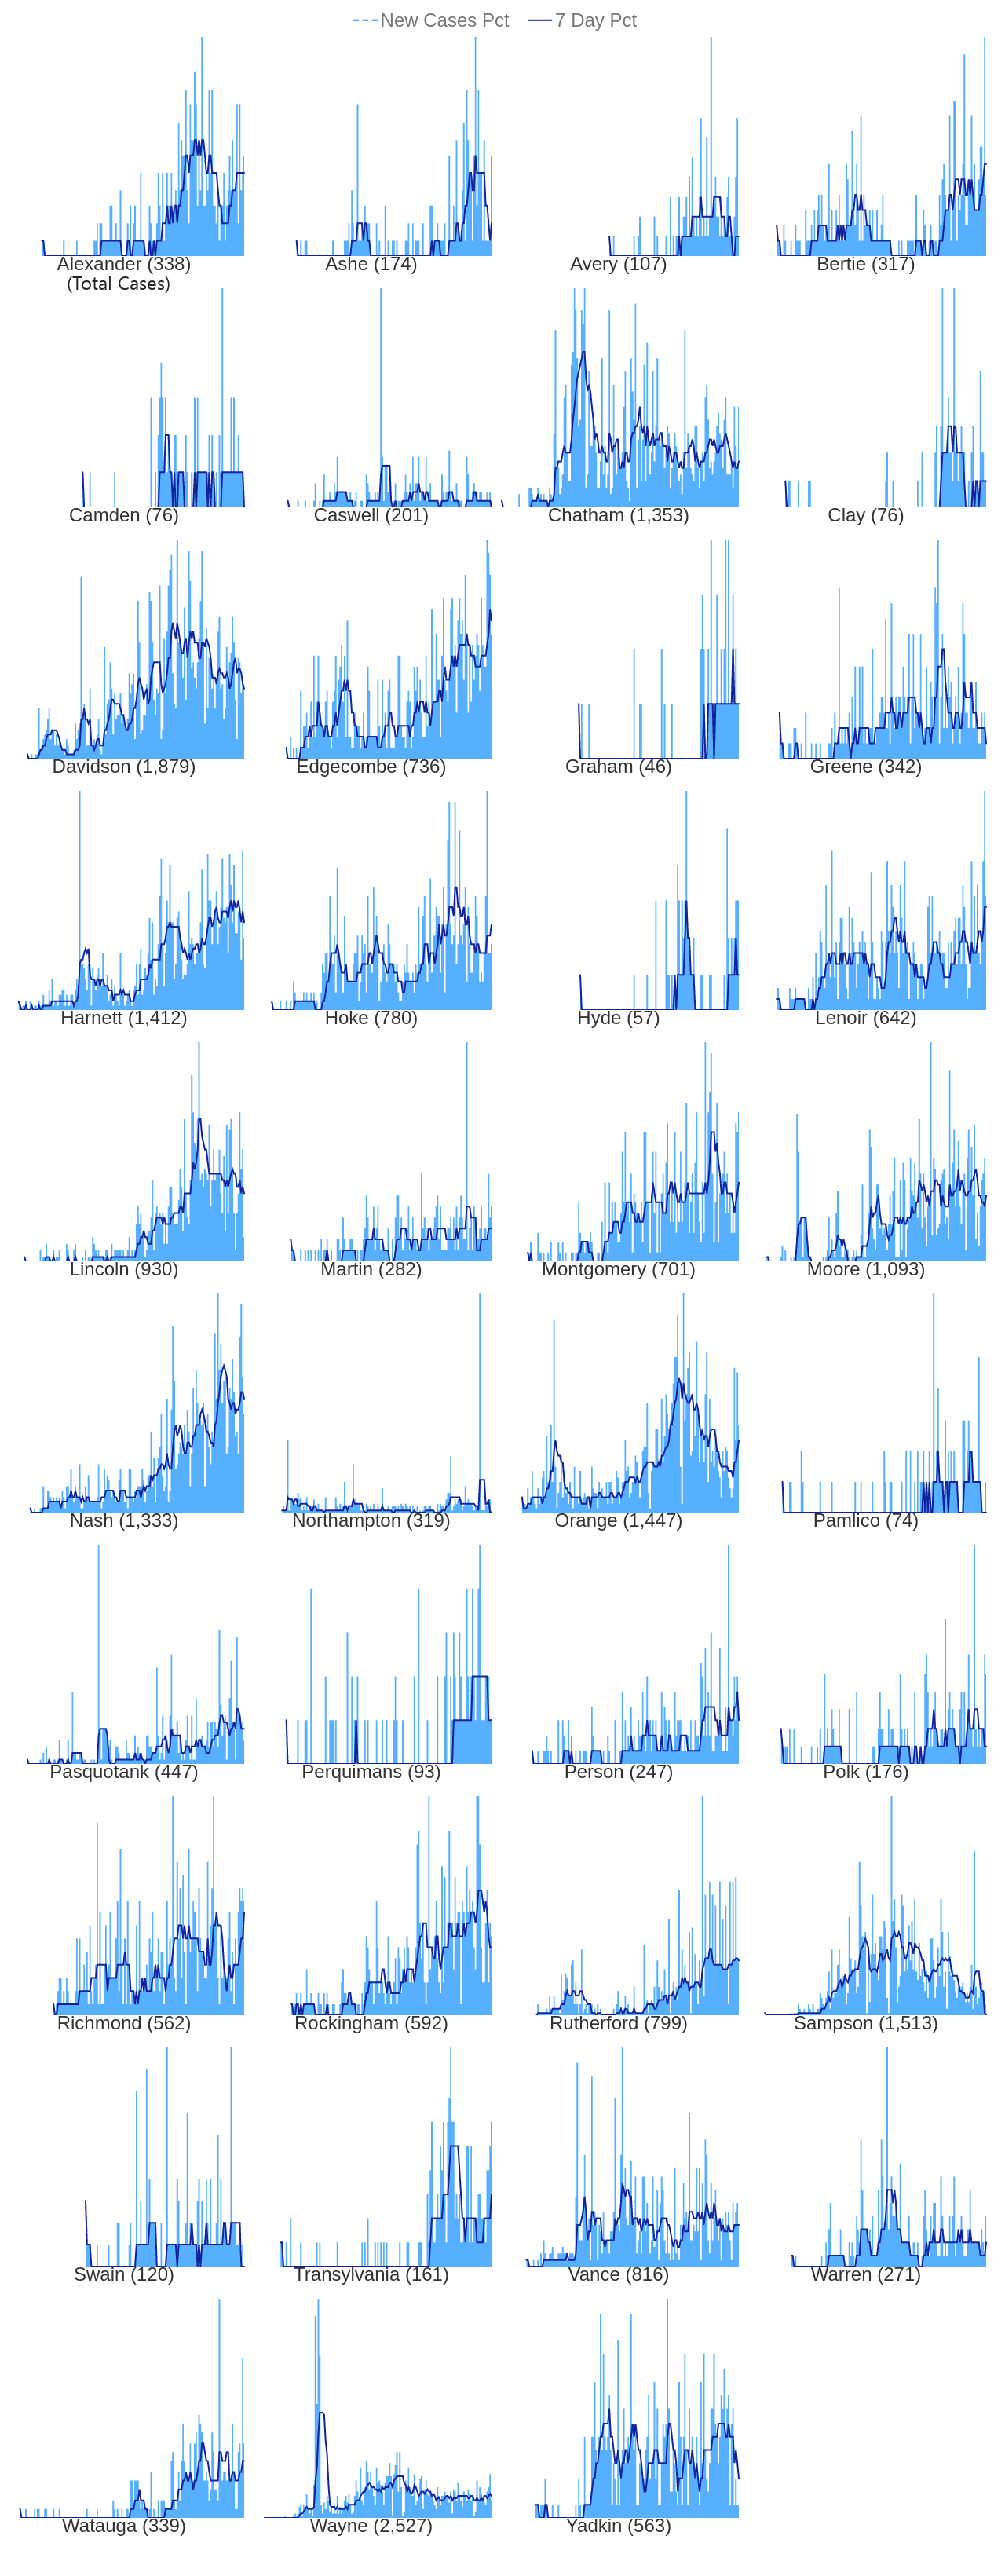 New Cases Pct 7 Day Pct
Alexander (338) Ashe (174) Avery (107) Bertie (317)
(Total Cases)
Camden (76) Caswell (201) Chatham (1,353) Clay (76)
Davidson (1,879) Edgecombe (736) Graham (46) Greene (342)
Harnett (1,412) Hoke (780) Hyde (57) Lenoir (642)
Lincoln (930) Martin (282) Montgomery (701) Moore (1,093)
Nash (1,333) Northampton (319) Orange (1,447) Pamlico (74)
Pasquotank (447) Perquimans (93) Person (247) Polk (176)
Richmond (562) Rockingham (592) Rutherford (799) Sampson (1,513)
Swain (120) Transylvania (161) Vance (816) Warren (271)
Watauga (339) Wayne (2,527) Yadkin (563)